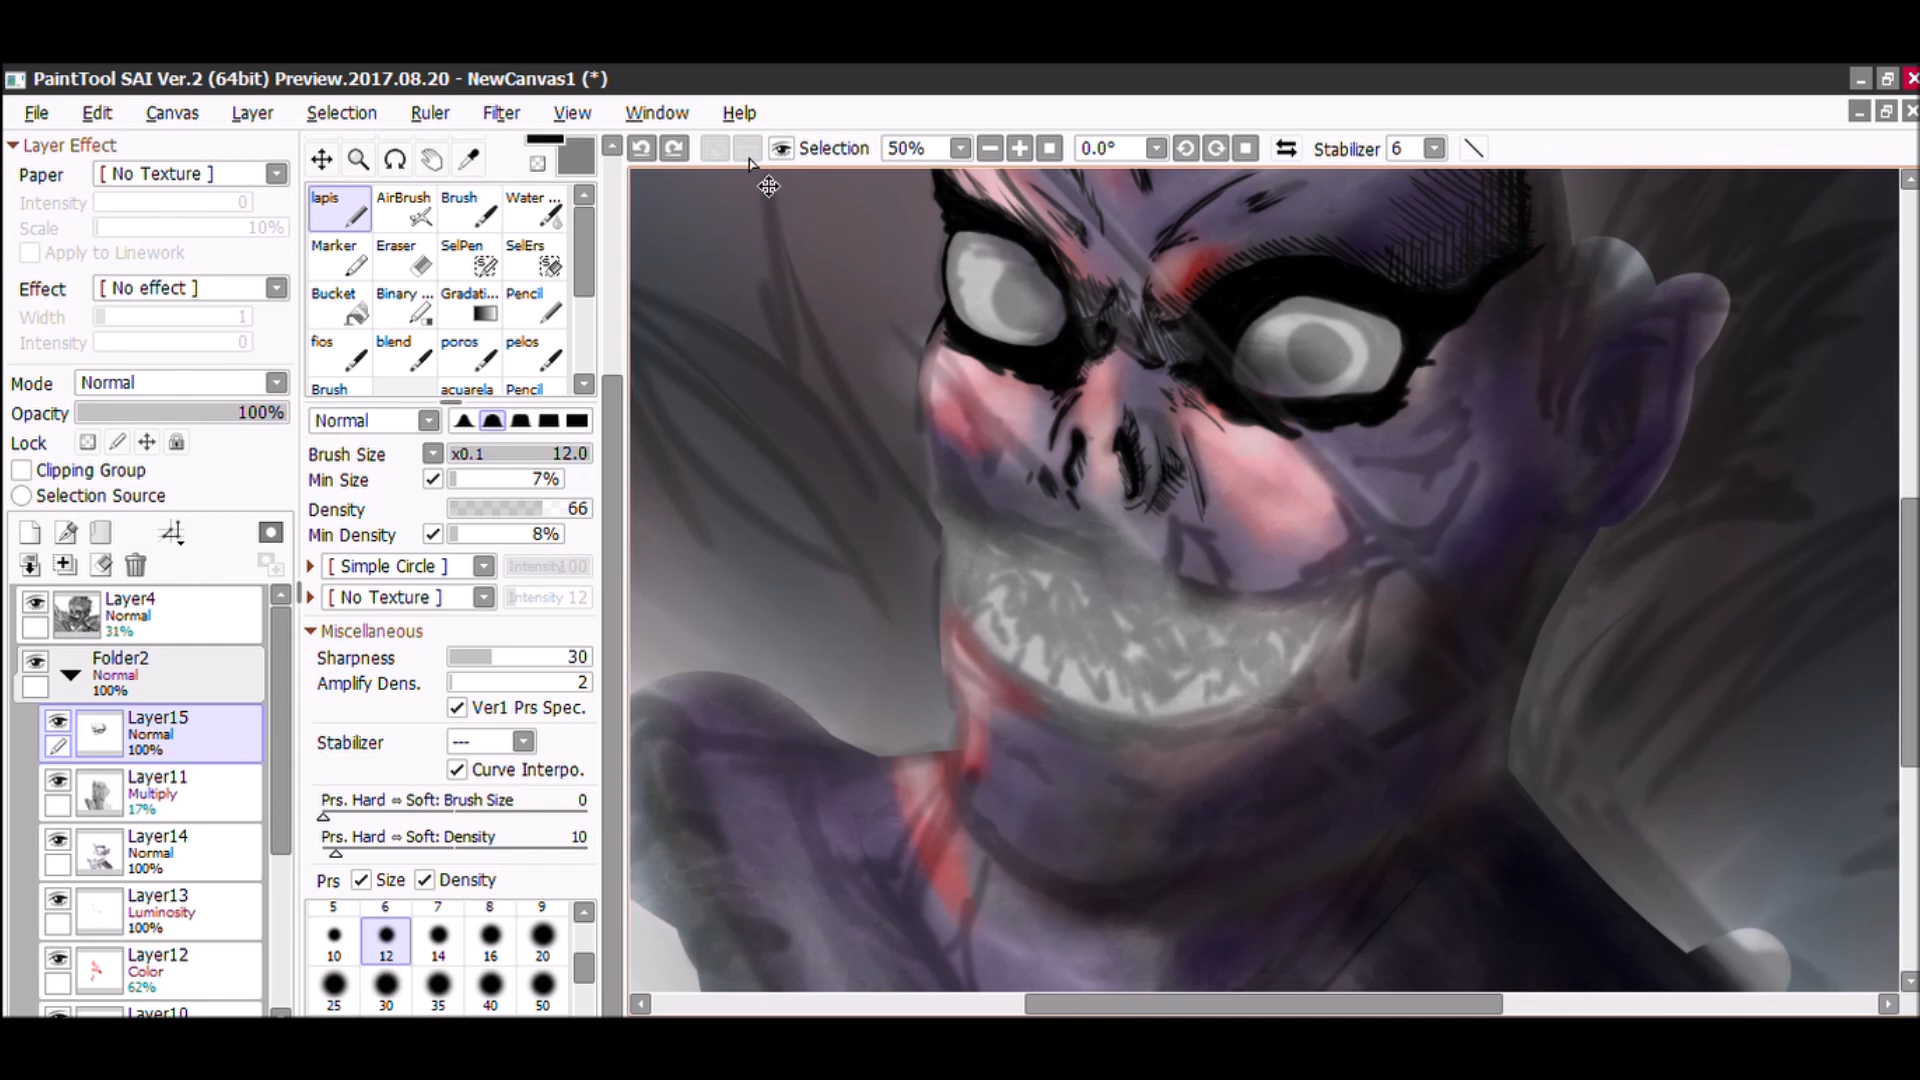 PaintTool SAI Ver.2 (64bit) Preview.2017.08.20 - NewCanvas1 (*)
File Edit Canvas Layer Selection Ruler Filter View Window Help
Selection 50% 0.0° Stabilizer 6
Layer Effect
Paper [ No Texture ]
Intensity 0
Scale 10%
Apply to Linework
Effect [ No effect ]
Width 1
Intensity 0
Mode Normal
Opacity 100%
Lock
Clipping Group
Selection Source
Layer4
Normal
31%
Folder2
Normal
100%
Layer15
Normal
100%
Layer11
Multiply
17%
Layer14
Normal
100%
Layer13
Luminosity
100%
Layer12
Color
62%
Layer10
lapis AirBrush Brush Water ...
Marker Eraser SelPen SelErs
Bucket Binary ... Gradati... Pencil
fios blend poros pelos
Brush acuarela Pencil
Normal
Brush Size x0.1 12.0
Min Size 7%
Density 66
Min Density 8%
[ Simple Circle ] Intensity 100
[ No Texture ] Intensity 12
Miscellaneous
Sharpness 30
Amplify Dens. 2
Ver1 Prs Spec.
Stabilizer ---
Curve Interpo.
Prs. Hard ⇔ Soft: Brush Size 0
Prs. Hard ⇔ Soft: Density 10
Prs Size Density
5 6 7 8 9
10 12 14 16 20
25 30 35 40 50